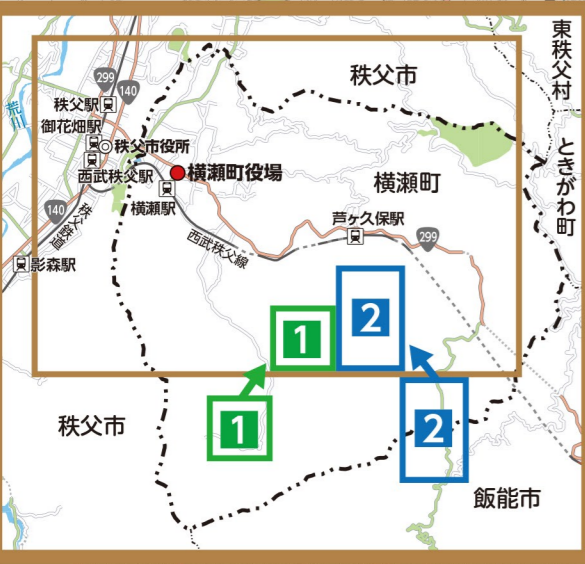 東秩父村
秩父市
299
140
秩父駅
荒川
御花畑駅
秩父市役所
ときがわ町
西武秩父駅
横瀬町役場
横瀬町
横瀬駅
140
秩父鉄道
芦ヶ久保駅
299
西武秩父線
影森駅
1
2
1
2
秩父市
飯能市